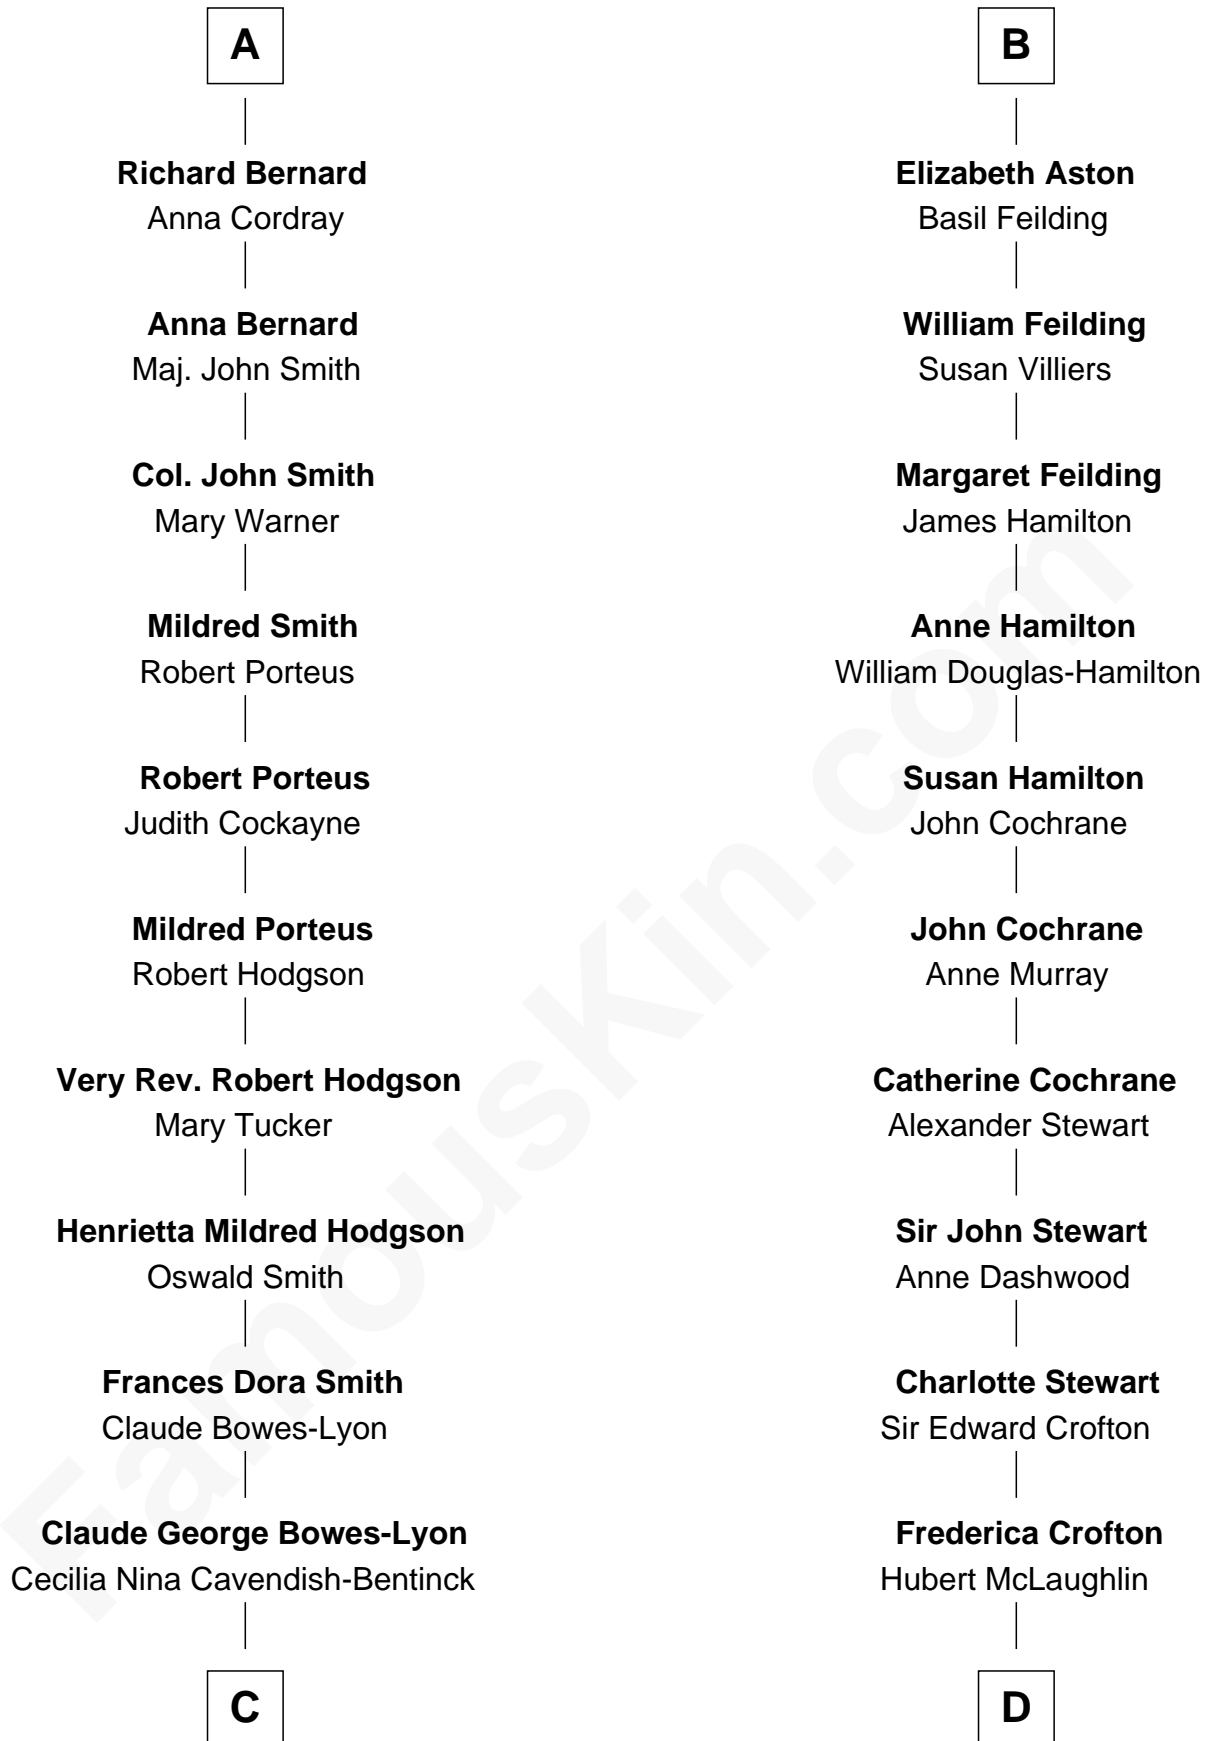 A
Richard Bernard
Anna Cordray
Anna Bernard
Maj. John Smith
Col. John Smith
Mary Warner
Mildred Smith
Robert Porteus
Robert Porteus
Judith Cockayne
Mildred Porteus
Robert Hodgson
Very Rev. Robert Hodgson
Mary Tucker
Henrietta Mildred Hodgson
Oswald Smith
Frances Dora Smith
Claude Bowes-Lyon
Claude George Bowes-Lyon
Cecilia Nina Cavendish-Bentinck
C
B
Elizabeth Aston
Basil Feilding
William Feilding
Susan Villiers
Margaret Feilding
James Hamilton
Anne Hamilton
William Douglas-Hamilton
Susan Hamilton
John Cochrane
John Cochrane
Anne Murray
Catherine Cochrane
Alexander Stewart
Sir John Stewart
Anne Dashwood
Charlotte Stewart
Sir Edward Crofton
Frederica Crofton
Hubert McLaughlin
D
FamousKin.com